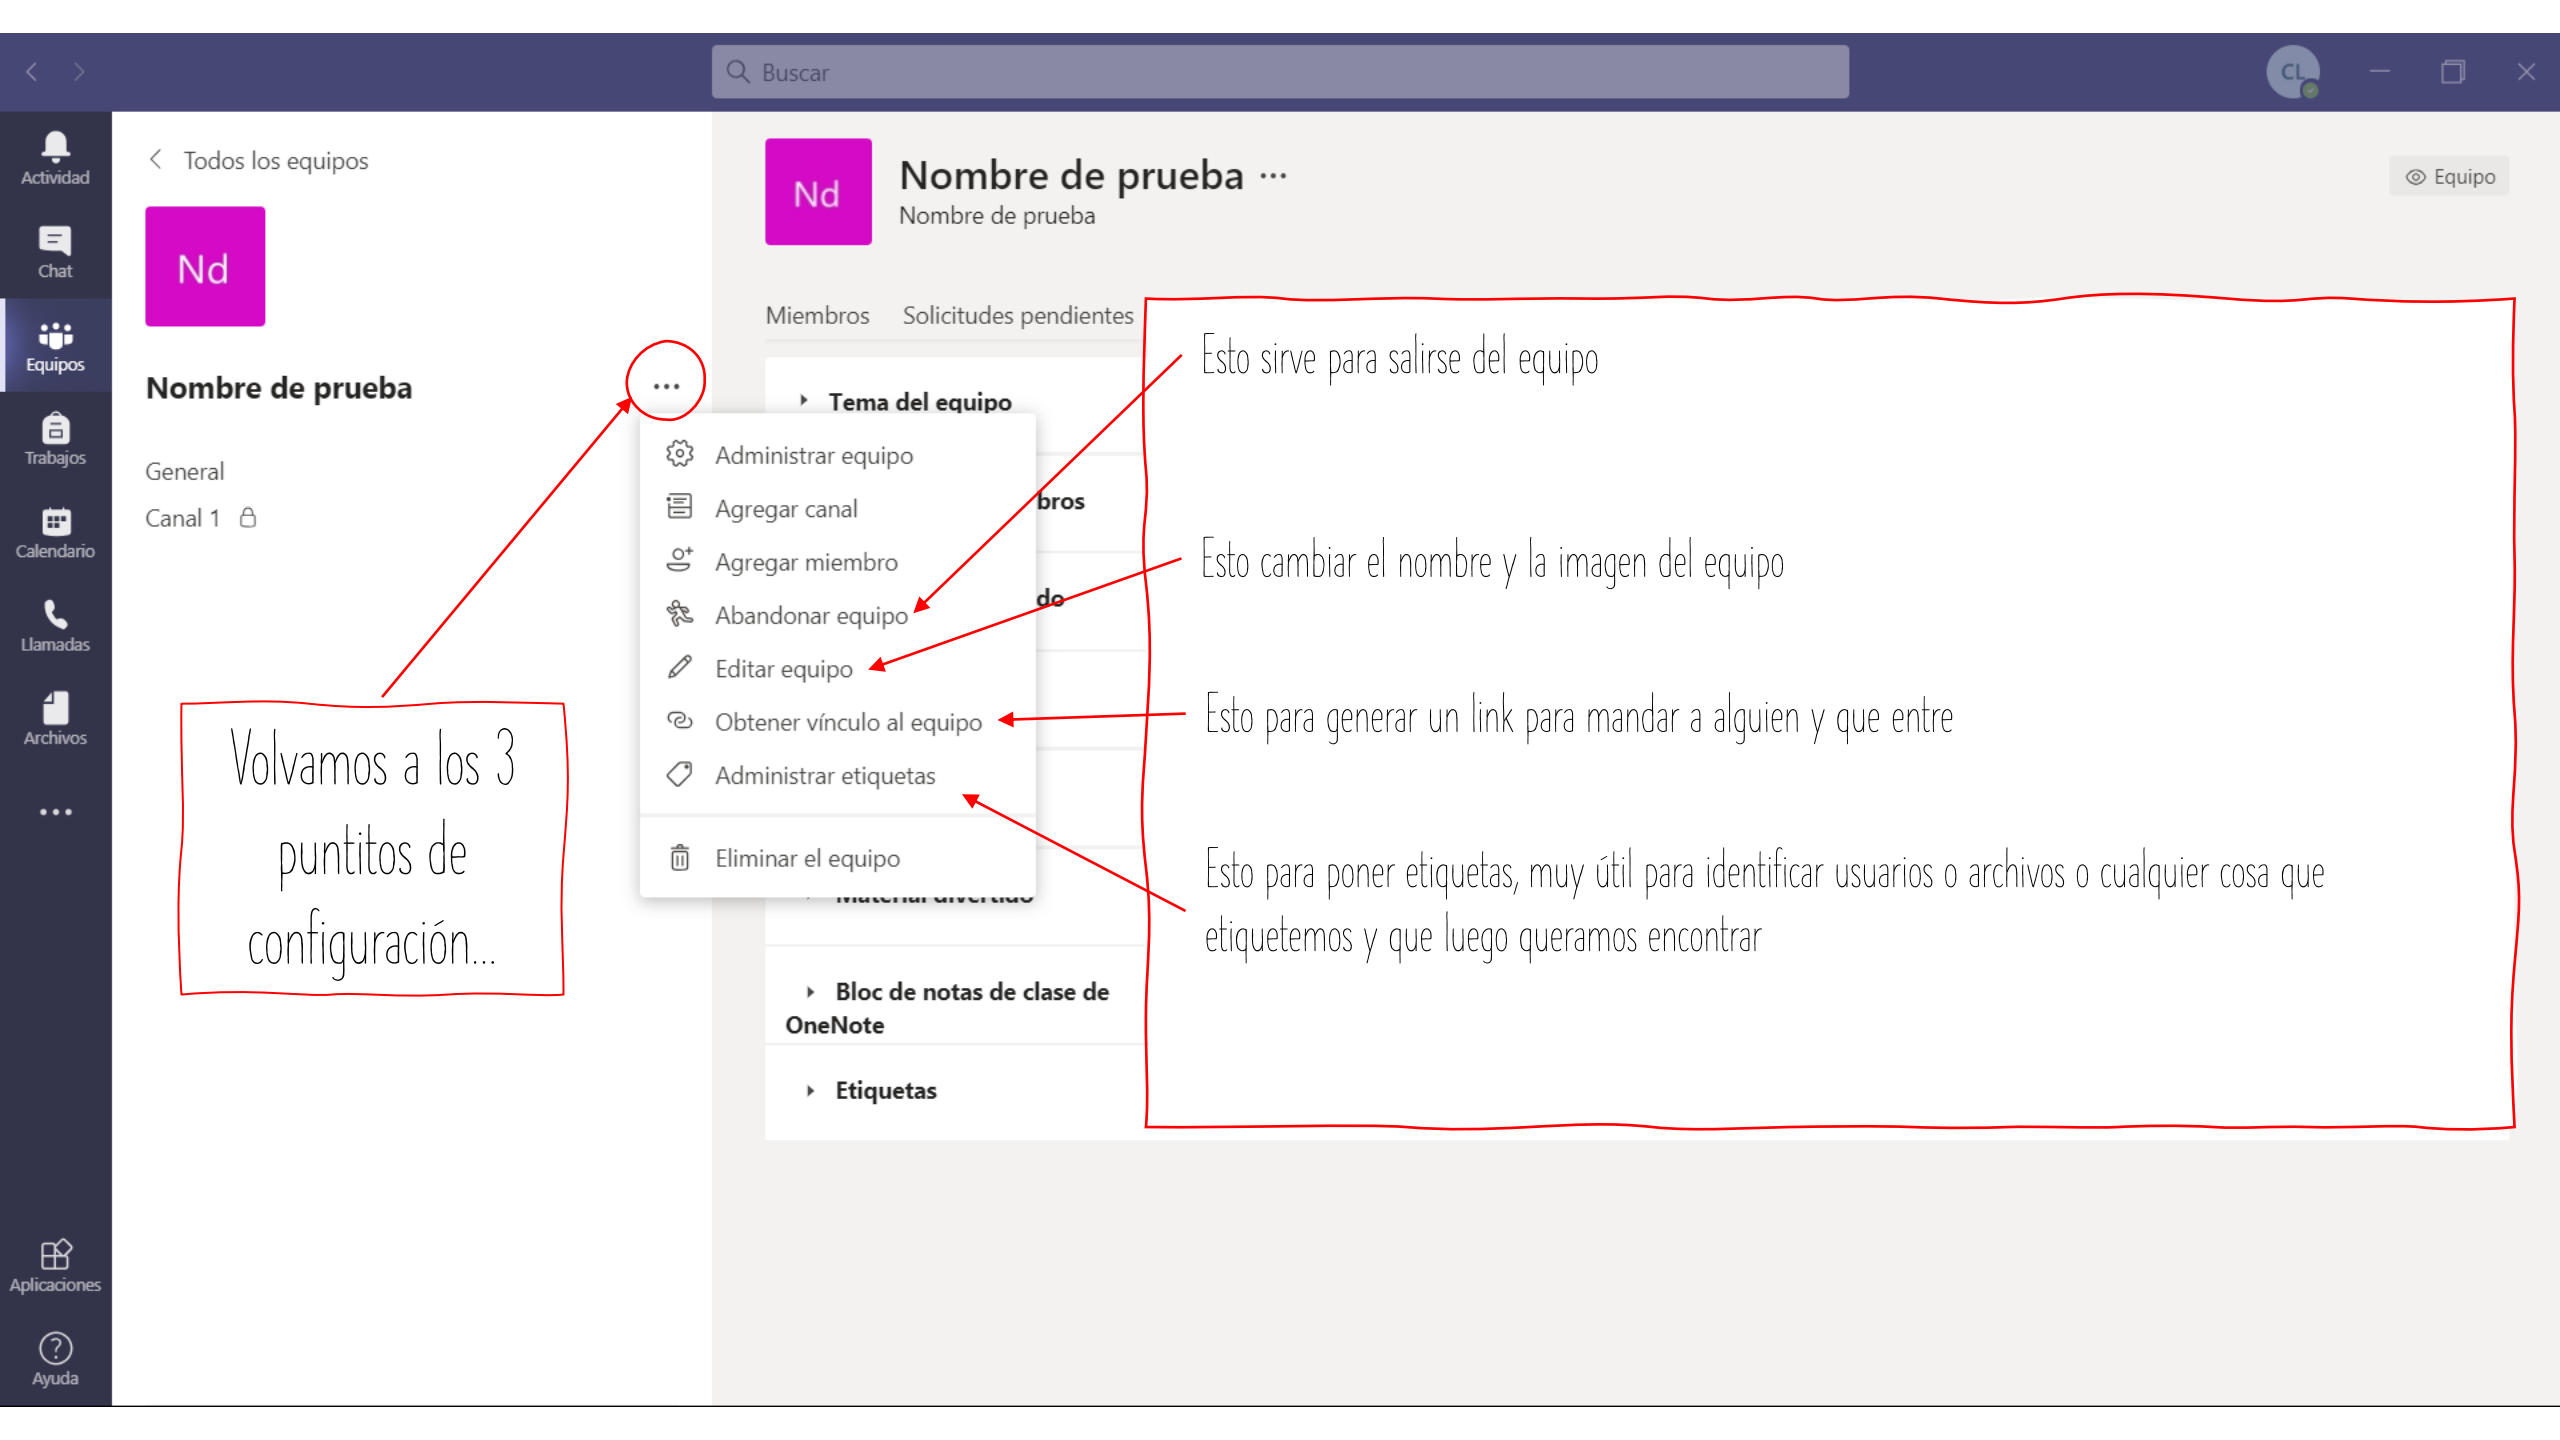 Buscar
CL
Actividad
Chat
Equipos
Trabajos
Calendario
Llamadas
Archivos
Aplicaciones
Ayuda
Todos los equipos
Nd
Nombre de prueba ...
General
Canal 1
Volvamos a los 3
puntitos de
configuración...
Administrar equipo
Agregar canal
Agregar miembro
Abandonar equipo
Editar equipo
Obtener vínculo al equipo
Administrar etiquetas
Eliminar el equipo
Nd
Nombre de prueba ...
Nombre de prueba
Equipo
Miembros Solicitudes pendientes
Tema del equipo
bros
do
Material divertido
Bloc de notas de clase de
OneNote
Etiquetas
Esto sirve para salirse del equipo
Esto cambiar el nombre y la imagen del equipo
Esto para generar un link para mandar a alguien y que entre
Esto para poner etiquetas, muy útil para identificar usuarios o archivos o cualquier cosa que
etiquetemos y que luego queramos encontrar